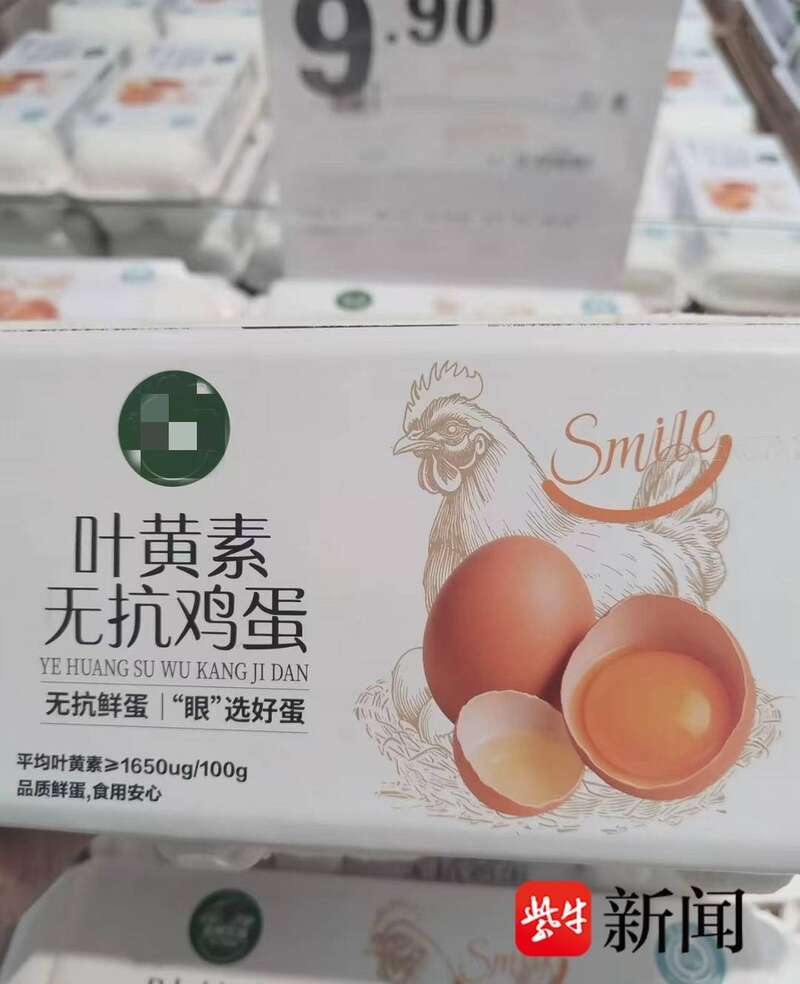 9.90
Smile
叶黄素
无抗鸡蛋
YE HUANG SU WU KANG JI DAN
无抗鲜蛋 | “眼”选好蛋
平均叶黄素≥1650ug/100g
品质鲜蛋,食用安心
Smile
紫牛 新闻